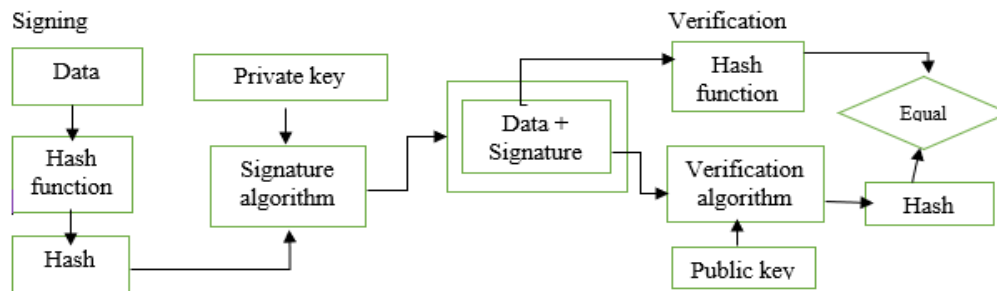 Signing
Data
Hash
function
Hash
Private key
Signature
algorithm
Data +
Signature
Verification
Hash
function
Verification
algorithm
Public key
Hash
Equal